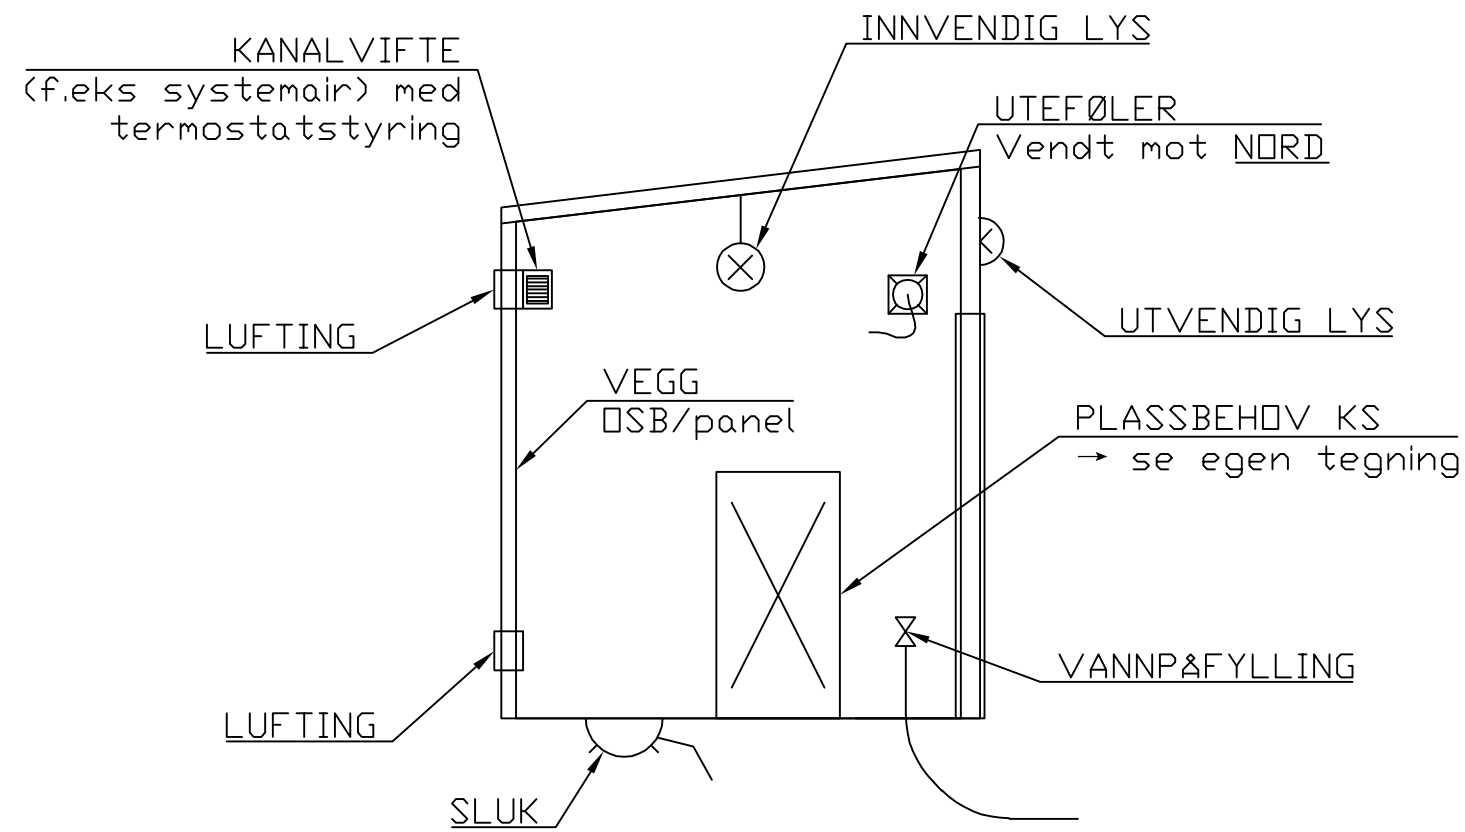 INNVENDIG LYS
KANALVIFTE
(f.eks systemair) med
termostatstyring
UTEFØLER
Vendt mot NORD
LUFTING
UTVENDIG LYS
VEGG
OSB/panel
PLASSBEHOV KS
→ se egen tegning
VANNPÅFYLLING
LUFTING
SLUK